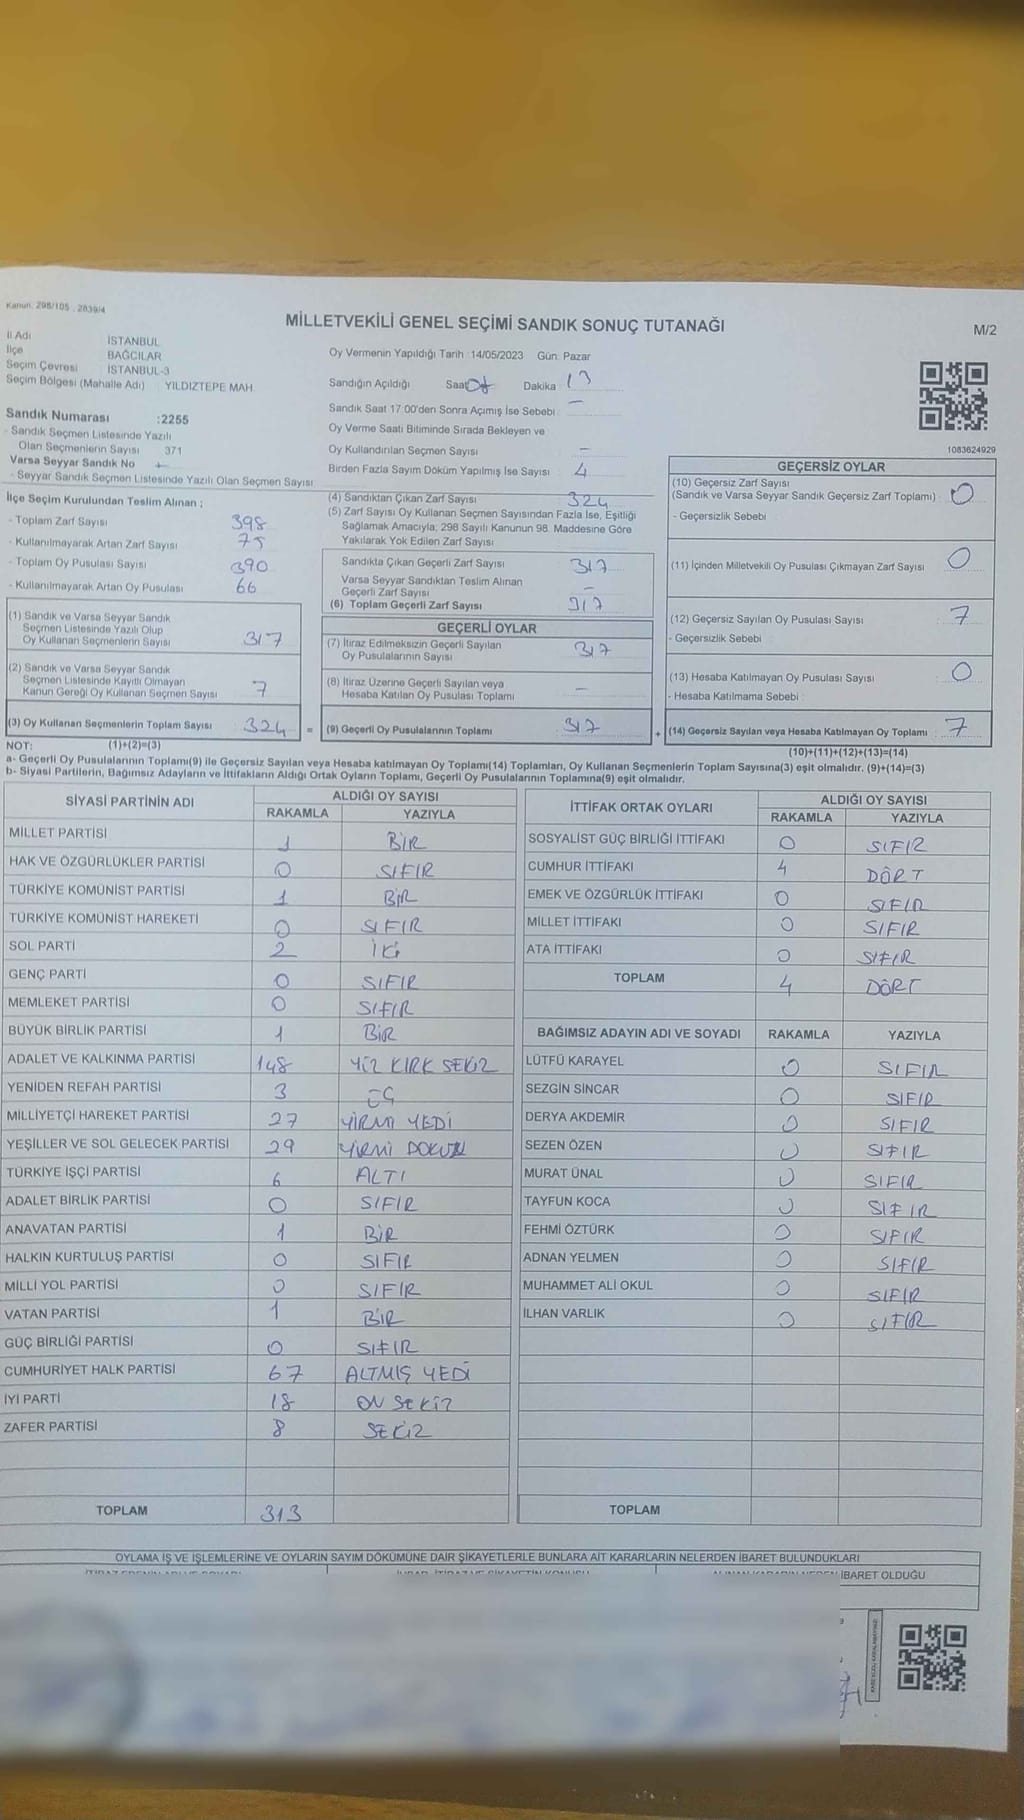 Kanun: 298/105 , 2839/4
MİLLETVEKİLİ GENEL SEÇİMİ SANDIK SONUÇ TUTANAĞI
M/2
İl Adı İSTANBUL
İlçe BAĞCILAR
Seçim Çevresi İSTANBUL-3
Seçim Bölgesi (Mahalle Adı) YILDIZTEPE MAH.
Sandık Numarası :2255
- Sandık Seçmen Listesinde Yazılı
Olan Seçmenlerin Sayısı 371
Varsa Seyyar Sandık No
- Seyyar Sandık Seçmen Listesinde Yazılı Olan Seçmen Sayısı
Oy Vermenin Yapıldığı Tarih :14/05/2023 Gün: Pazar
Sandığın Açıldığı Saat Dakika 13
Sandık Saat 17:00'den Sonra Açımış İse Sebebi –
Oy Verme Saati Bitiminde Sırada Bekleyen ve
Oy Kullandırılan Seçmen Sayısı –
Birden Fazla Sayım Döküm Yapılmış İse Sayısı 4
1083624929
İlçe Seçim Kurulundan Teslim Alınan ;
- Toplam Zarf Sayısı 398
- Kullanılmayarak Artan Zarf Sayısı 75
- Toplam Oy Pusulası Sayısı 390
- Kullanılmayarak Artan Oy Pusulası 66
(1) Sandık ve Varsa Seyyar Sandık
Seçmen Listesinde Yazılı Olup
Oy Kullanan Seçmenlerin Sayısı 317
(2) Sandık ve Varsa Seyyar Sandık
Seçmen Listesinde Kayıtlı Olmayan
Kanun Gereği Oy Kullanan Seçmen Sayısı 7
(3) Oy Kullanan Seçmenlerin Toplam Sayısı 324 =
(4) Sandıktan Çıkan Zarf Sayısı 324
(5) Zarf Sayısı Oy Kullanan Seçmen Sayısından Fazla İse, Eşitliği
Sağlamak Amacıyla; 298 Sayılı Kanunun 98. Maddesine Göre
Yakılarak Yok Edilen Zarf Sayısı
Sandıkta Çıkan Geçerli Zarf Sayısı 317
Varsa Seyyar Sandıktan Teslim Alınan
Geçerli Zarf Sayısı –
(6) Toplam Geçerli Zarf Sayısı 317
GEÇERLİ OYLAR
(7) İtiraz Edilmeksizin Geçerli Sayılan
Oy Pusulalarının Sayısı 317
(8) İtiraz Üzerine Geçerli Sayılan veya
Hesaba Katılan Oy Pusulası Toplamı –
(9) Geçerli Oy Pusulalarının Toplamı 317 +
GEÇERSİZ OYLAR
(10) Geçersiz Zarf Sayısı
(Sandık ve Varsa Seyyar Sandık Geçersiz Zarf Toplamı) : 0
- Geçersizlik Sebebi
(11) İçinden Milletvekili Oy Pusulası Çıkmayan Zarf Sayısı 0
(12) Geçersiz Sayılan Oy Pusulası Sayısı 7
- Geçersizlik Sebebi
(13) Hesaba Katılmayan Oy Pusulası Sayısı 0
- Hesaba Katılmama Sebebi
(14) Geçersiz Sayılan veya Hesaba Katılmayan Oy Toplamı 7
NOT: (1)+(2)=(3)
(10)+(11)+(12)+(13)=(14)
a- Geçerli Oy Pusulalarının Toplamı(9) ile Geçersiz Sayılan veya Hesaba katılmayan Oy Toplamı(14) Toplamları, Oy Kullanan Seçmenlerin Toplam Sayısına(3) eşit olmalıdır. (9)+(14)=(3)
b- Siyasi Partilerin, Bağımsız Adayların ve İttifakların Aldığı Ortak Oyların Toplamı, Geçerli Oy Pusulalarının Toplamına(9) eşit olmalıdır.
SİYASİ PARTİNİN ADI ALDIĞI OY SAYISI
RAKAMLA YAZIYLA
MİLLET PARTİSİ 1 BİR
HAK VE ÖZGÜRLÜKLER PARTİSİ 0 SIFIR
TÜRKİYE KOMÜNİST PARTİSİ 1 BİR
TÜRKİYE KOMÜNİST HAREKETİ 0 SIFIR
SOL PARTİ 2 İKİ
GENÇ PARTİ 0 SIFIR
MEMLEKET PARTİSİ 0 SIFIR
BÜYÜK BİRLİK PARTİSİ 1 BİR
ADALET VE KALKINMA PARTİSİ 148 YÜZ KIRK SEKİZ
YENİDEN REFAH PARTİSİ 3 ÜÇ
MİLLİYETÇİ HAREKET PARTİSİ 27 YİRMİ YEDİ
YEŞİLLER VE SOL GELECEK PARTİSİ 29 YİRMİ DOKUZ
TÜRKİYE İŞÇİ PARTİSİ 6 ALTI
ADALET BİRLİK PARTİSİ 0 SIFIR
ANAVATAN PARTİSİ 1 BİR
HALKIN KURTULUŞ PARTİSİ 0 SIFIR
MİLLİ YOL PARTİSİ 0 SIFIR
VATAN PARTİSİ 1 BİR
GÜÇ BİRLİĞİ PARTİSİ 0 SIFIR
CUMHURİYET HALK PARTİSİ 67 ALTMIŞ YEDİ
İYİ PARTİ 18 ON SEKİZ
ZAFER PARTİSİ 8 SEKİZ
TOPLAM 313
İTTİFAK ORTAK OYLARI ALDIĞI OY SAYISI
RAKAMLA YAZIYLA
SOSYALİST GÜÇ BİRLİĞİ İTTİFAKI 0 SIFIR
CUMHUR İTTİFAKI 4 DÖRT
EMEK VE ÖZGÜRLÜK İTTİFAKI 0 SIFIR
MİLLET İTTİFAKI 0 SIFIR
ATA İTTİFAKI 0 SIFIR
TOPLAM 4 DÖRT
BAĞIMSIZ ADAYIN ADI VE SOYADI RAKAMLA YAZIYLA
LÜTFÜ KARAYEL 0 SIFIR
SEZGİN SİNCAR 0 SIFIR
DERYA AKDEMİR 0 SIFIR
SEZEN ÖZEN 0 SIFIR
MURAT ÜNAL 0 SIFIR
TAYFUN KOCA 0 SIFIR
FEHMİ ÖZTÜRK 0 SIFIR
ADNAN YELMEN 0 SIFIR
MUHAMMET ALİ OKUL 0 SIFIR
İLHAN VARLIK 0 SIFIR
TOPLAM
OYLAMA İŞ VE İŞLEMLERİNE VE OYLARIN SAYIM DÖKÜMÜNE DAİR ŞİKAYETLERLE BUNLARA AİT KARARLARIN NELERDEN İBARET BULUNDUKLARI
İBARET OLDUĞU